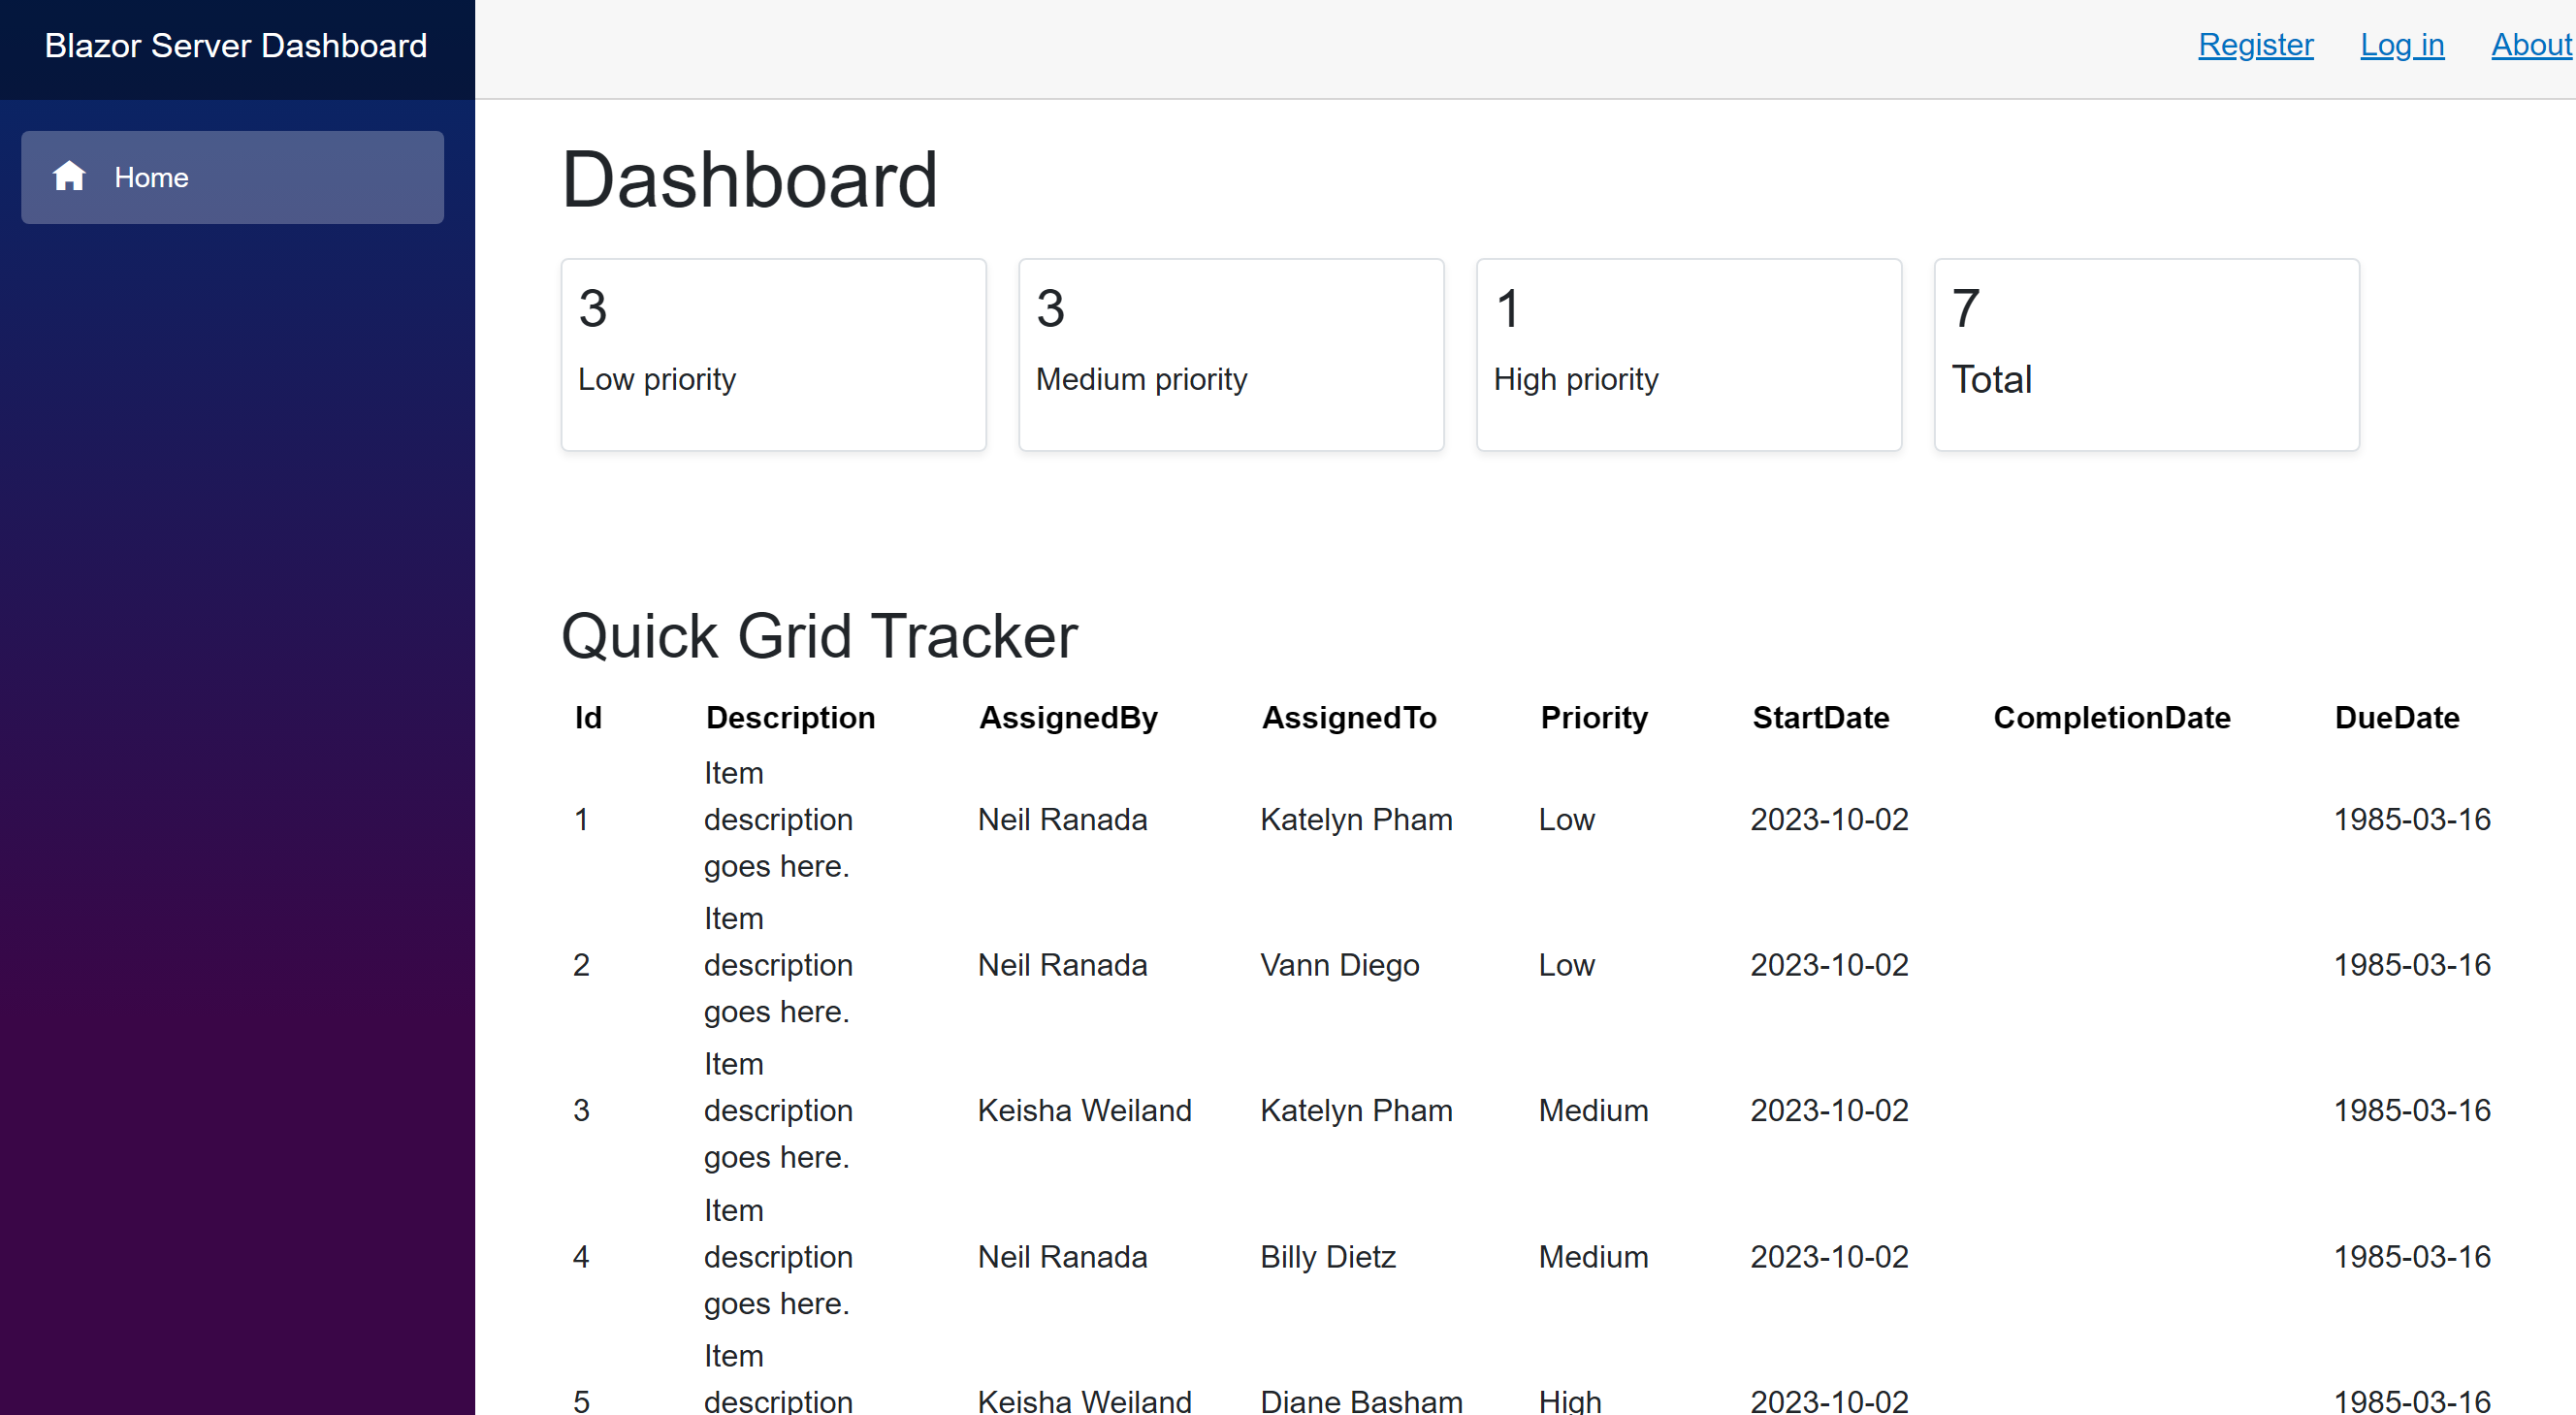 Blazor Server Dashboard
Register Log in About
Home
Dashboard
3
Low priority
3
Medium priority
1
High priority
7
Total
Quick Grid Tracker
Id Description AssignedBy AssignedTo Priority StartDate CompletionDate DueDate
Item
1 description Neil Ranada Katelyn Pham Low 2023-10-02 1985-03-16
goes here.
Item
2 description Neil Ranada Vann Diego Low 2023-10-02 1985-03-16
goes here.
Item
3 description Keisha Weiland Katelyn Pham Medium 2023-10-02 1985-03-16
goes here.
Item
4 description Neil Ranada Billy Dietz Medium 2023-10-02 1985-03-16
goes here.
Item
5 description Keisha Weiland Diane Basham High 2023-10-02 1985-03-16